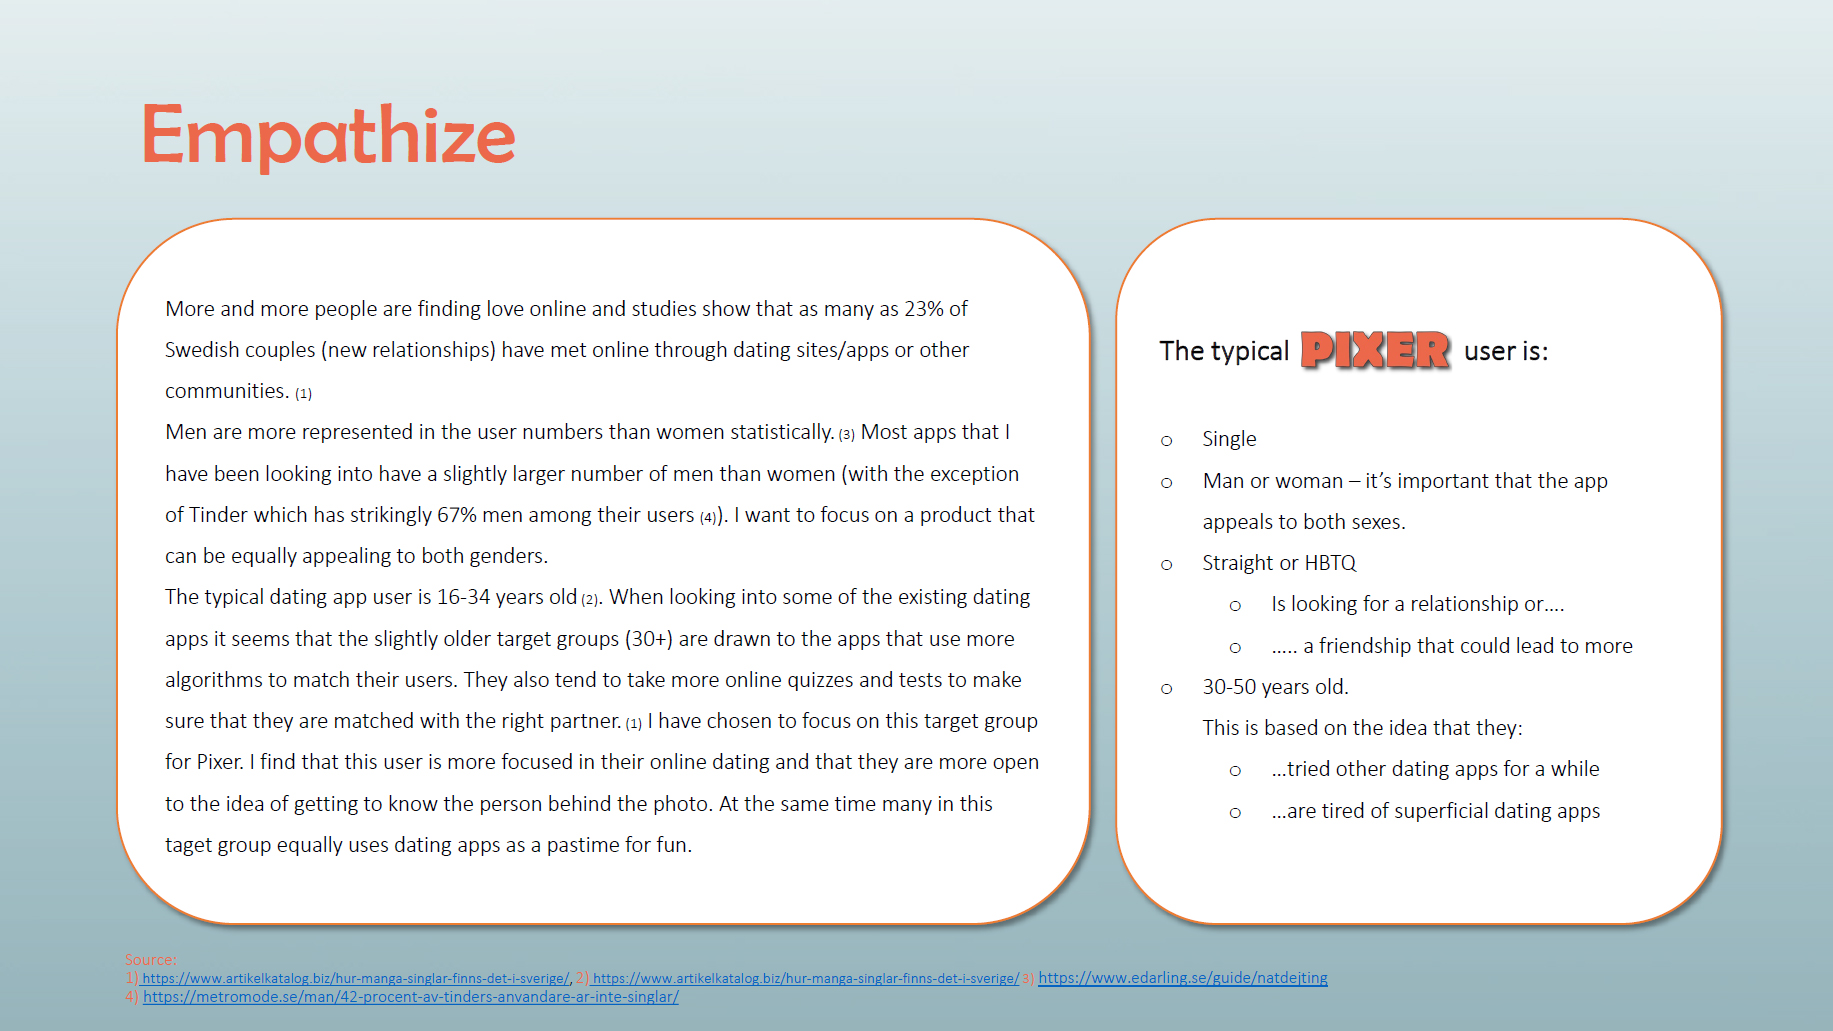 Empathize
More and more people are finding love online and studies show that as many as 23% of
Swedish couples (new relationships) have met online through dating sites/apps or other
communities. (1)
Men are more represented in the user numbers than women statistically. (3) Most apps that I
have been looking into have a slightly larger number of men than women (with the exception
of Tinder which has strikingly 67% men among their users (4)). I want to focus on a product that
can be equally appealing to both genders.
The typical dating app user is 16-34 years old (2). When looking into some of the existing dating
apps it seems that the slightly older target groups (30+) are drawn to the apps that use more
algorithms to match their users. They also tend to take more online quizzes and tests to make
sure that they are matched with the right partner. (1) I have chosen to focus on this target group
for Pixer. I find that this user is more focused in their online dating and that they are more open
to the idea of getting to know the person behind the photo. At the same time many in this
taget group equally uses dating apps as a pastime for fun.
The typical PIXER user is:
o Single
o Man or woman – it's important that the app
appeals to both sexes.
o Straight or HBTQ
o Is looking for a relationship or....
o ..... a friendship that could lead to more
o 30-50 years old.
This is based on the idea that they:
o ...tried other dating apps for a while
o ...are tired of superficial dating apps
Source:
1) https://www.artikelkatalog.biz/hur-manga-singlar-finns-det-i-sverige/, 2) https://www.artikelkatalog.biz/hur-manga-singlar-finns-det-i-sverige/ 3) https://www.edarling.se/guide/natdejting
4) https://metromode.se/man/42-procent-av-tinders-anvandare-ar-inte-singlar/